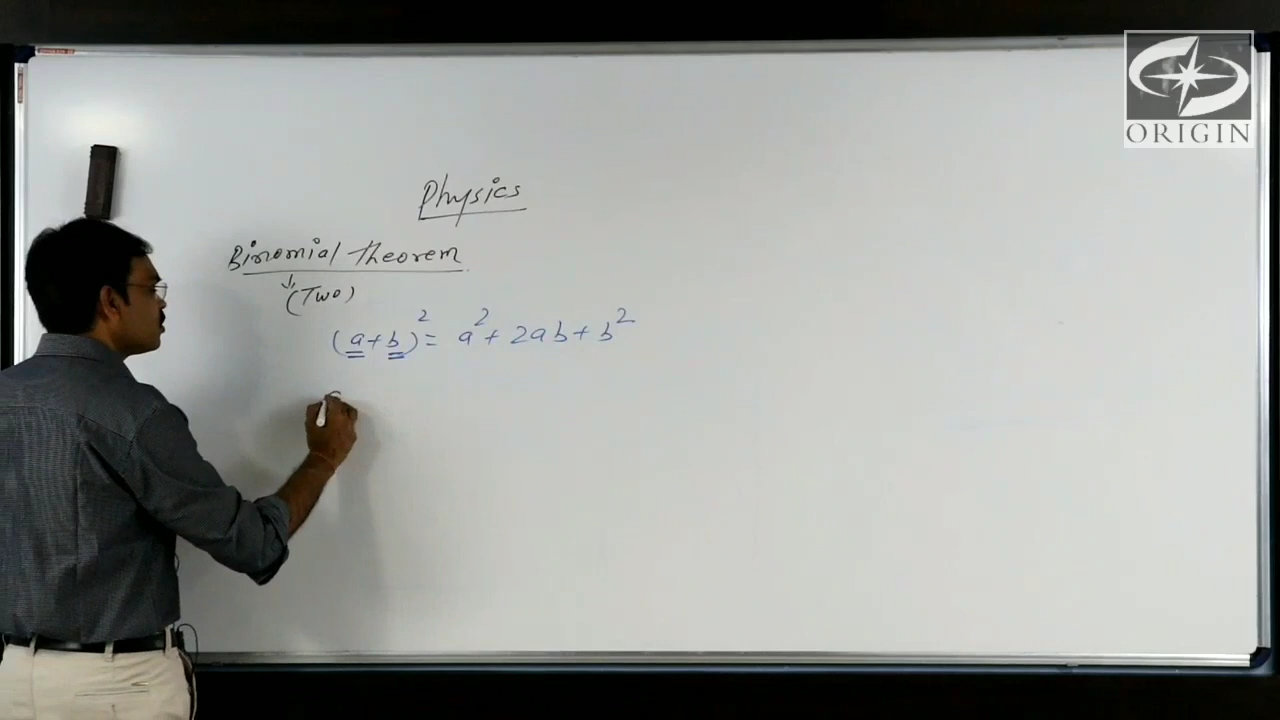 ORIGIN
Physics
Binomial Theorem
(Two)
(a+b)² = a² + 2ab + b²